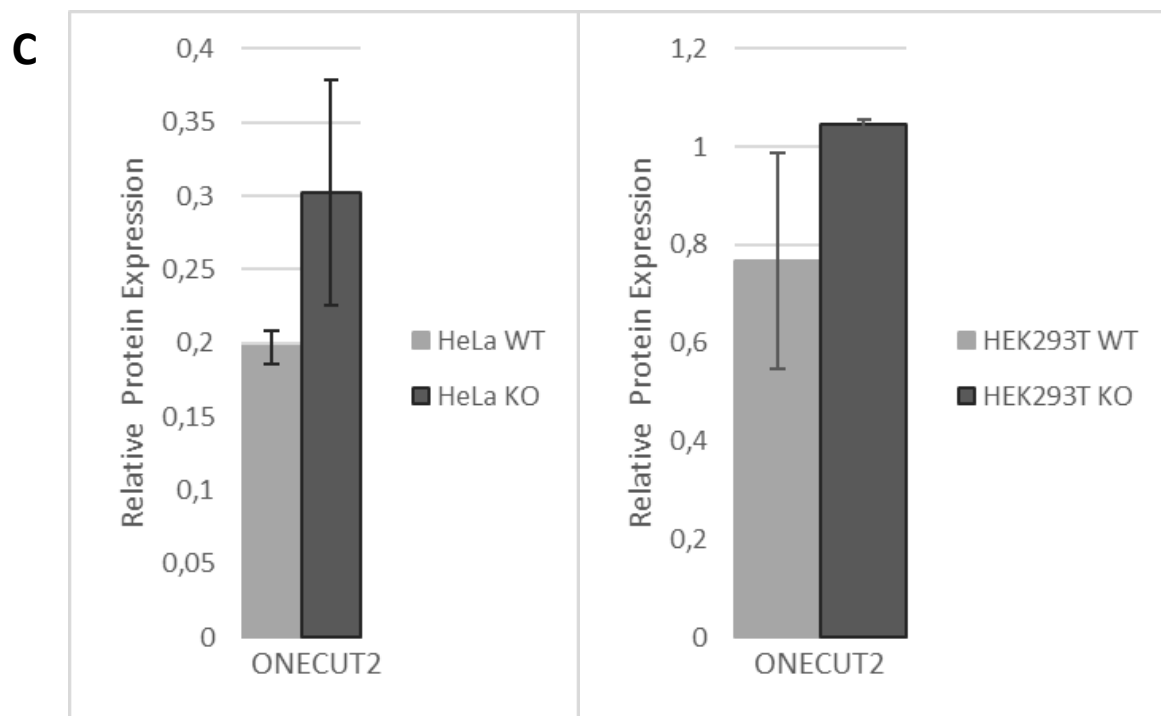 C
Relative Protein Expression
0,4
0,35
0,3
0,25
0,2
0,15
0,1
0,05
0
ONECUT2
HeLa WT
HeLa KO
Relative Protein Expression
1,2
1
0,8
0,6
0,4
0,2
0
ONECUT2
HEK293T WT
HEK293T KO